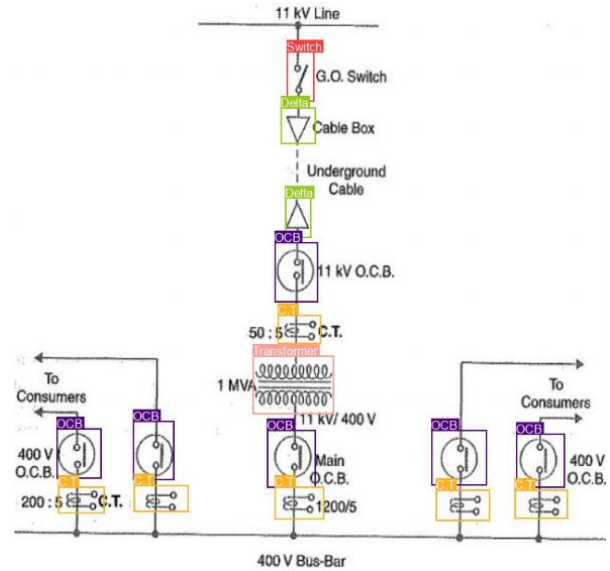 11 kV Line
Switch
G.O. Switch
Delta
Cable Box
Underground
Cable
Delta
OCB
11 kV O.C.B.
C.T
50 : 5 C.T.
Transformer
1 MVA
11 kV/ 400 V
To
Consumers
To
Consumers
OCB
OCB
OCB
OCB
OCB
400 V
O.C.B.
Main
O.C.B.
400 V
O.C.B.
C.T
C.T
C.T
C.T
C.T
200 : 5 C.T.
1200/5
400 V Bus-Bar